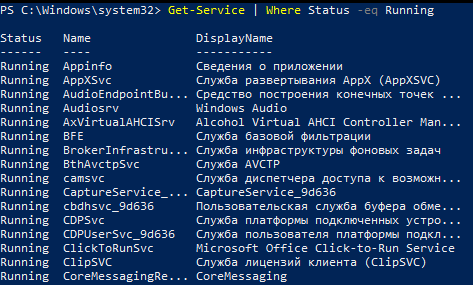 PS C:\Windows\system32> Get-Service | Where Status -eq Running
Status Name DisplayName
------ ---- -----------
Running Appinfo Сведения о приложении
Running AppXSvc Служба развертывания AppX (AppXSVC)
Running AudioEndpointBu... Средство построения конечных точек ...
Running Audiosrv Windows Audio
Running AxVirtualAHCISrv Alcohol Virtual AHCI Controller Man...
Running BFE Служба базовой фильтрации
Running BrokerInfrastru... Служба инфраструктуры фоновых задач
Running BthAvctpSvc Служба AVCTP
Running camsvc Служба диспетчера доступа к возможн...
Running CaptureService_... CaptureService_9d636
Running cbdhsvc_9d636 Пользовательская служба буфера обме...
Running CDPSvc Служба платформы подключенных устро...
Running CDPUserSvc_9d636 Служба пользователя платформы подкл...
Running ClickToRunSvc Microsoft Office Click-to-Run Service
Running ClipSVC Служба лицензий клиента (ClipSVC)
Running CoreMessagingRe... CoreMessaging